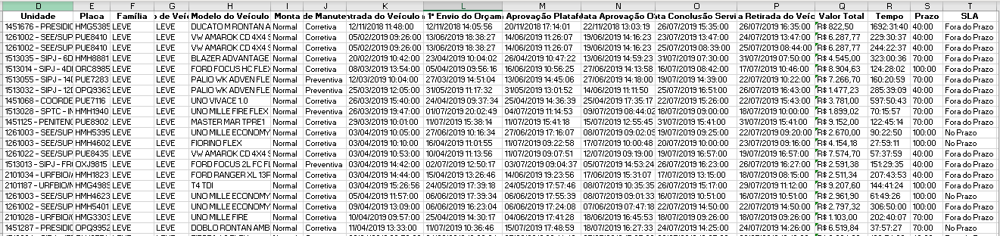 D E F G H I J K L M N O P Q R S T
Unidade Placa Família o de Veíc Modelo do Veículo Monta de Manuten ntrada do Veículo n 1ª Envio do Orçam Aprovação Plataf data Aprovação O ata Conclusão Servi a Retirada do Veíc Valor Total Tempo Prazo SLA
1451676 - PRESIDIO HMG5385 LEVE LEVE DUCATO M RONTAN A Normal Corretiva 12/11/2018 11:48:00 12/11/2018 14:05:56 20/11/2018 17:14:01 22/11/2018 13:03:19 26/07/2019 15:35:00 26/07/2019 16:35:00 R$ 822,50 1692:31:40 40:00 Fora do Prazo
1261002 - SEE/SUP PUE8410 LEVE LEVE VW AMAROK CD 4X4 S Normal Corretiva 05/02/2019 09:26:00 13/06/2019 18:38:27 14/06/2019 11:26:07 19/06/2019 14:16:23 23/07/2019 13:47:00 24/07/2019 13:47:00 R$ 6.287,77 229:30:37 40:00 Fora do Prazo
1261002 - SEE/SUP PUE8410 LEVE LEVE VW AMAROK CD 4X4 S Normal Corretiva 05/02/2019 09:26:00 13/06/2019 18:38:27 14/06/2019 11:26:07 19/06/2019 14:16:23 25/07/2019 08:39:00 25/07/2019 08:44:00 R$ 6.287,77 244:22:37 40:00 Fora do Prazo
1513035 - SIPJ - 6D HMH8881 LEVE LEVE BLAZER ADVANTAGE Normal Corretiva 20/02/2019 10:42:00 23/04/2019 10:04:02 26/04/2019 10:47:22 13/06/2019 14:59:23 31/07/2019 07:30:00 31/07/2019 07:50:00 R$ 4.545,00 323:00:36 70:00 Fora do Prazo
1513014 - SIPJ - 4DI ORC8985 LEVE LEVE FORD FOCUS HC FLEX Normal Corretiva 08/03/2019 13:54:00 05/04/2019 09:56:16 16/04/2019 10:56:25 27/06/2019 14:13:58 16/07/2019 08:42:00 17/07/2019 10:46:00 R$ 8.904,63 124:28:02 100:00 Fora do Prazo
1513055 - SIPJ - 14D PUE7283 LEVE LEVE PALIO WK ADVEN FLE Normal Preventiva 12/03/2019 10:04:00 27/03/2019 14:51:04 13/06/2019 14:45:06 27/06/2019 14:18:00 19/07/2019 14:39:00 22/07/2019 10:22:00 R$ 7.266,70 160:20:59 70:00 Fora do Prazo
1513032 - SIPJ - 12D OPQ9363 LEVE LEVE PALIO WK ADVEN FLE Normal Preventiva 25/03/2019 12:05:00 31/05/2019 11:17:32 31/05/2019 13:01:52 14/06/2019 11:11:50 25/07/2019 16:51:00 26/07/2019 16:43:00 R$ 1.477,23 285:39:09 40:00 Fora do Prazo
1451068 - COORDE PUE7116 LEVE LEVE UNO VIVACE 1.0 Normal Corretiva 26/03/2019 15:40:00 24/04/2019 09:37:34 25/04/2019 14:36:39 25/04/2019 17:35:17 22/07/2019 15:26:00 22/07/2019 15:43:00 R$ 3.781,00 597:50:43 70:00 Fora do Prazo
1513028 - SPTC - IN HMH1940 LEVE LEVE UNO MILLE FIRE FLEX Normal Corretiva 26/03/2019 19:47:00 01/07/2019 20:02:49 04/07/2019 11:14:53 09/07/2019 08:44:02 18/07/2019 15:00:00 18/07/2019 15:43:00 R$ 1.899,02 70:15:57 70:00 Fora do Prazo
1451125 - PENITENC PUE8902 LEVE LEVE MASTER MAR TPRE1 Normal Corretiva 29/03/2019 10:01:00 11/07/2019 15:38:14 11/07/2019 15:41:18 15/07/2019 12:55:45 31/07/2019 15:41:00 31/07/2019 15:41:00 R$ 9.152,00 122:45:14 70:00 Fora do Prazo
1261003 - SEE/SUP HMH5395 LEVE LEVE UNO MILLE ECONOMY Normal Corretiva 03/04/2019 10:05:00 27/06/2019 10:16:34 27/06/2019 16:17:07 08/07/2019 09:02:09 19/07/2019 09:25:00 22/07/2019 09:20:00 R$ 2.670,00 90:22:50 100:00 No Prazo
1261003 - SEE/SUP HMH4602 LEVE LEVE FIORINO FLEX Normal Corretiva 03/04/2019 10:10:00 16/04/2019 11:01:55 11/07/2019 09:22:58 17/07/2019 10:00:48 20/07/2019 10:00:00 23/07/2019 09:16:00 R$ 4.154,18 27:59:11 40:00 No Prazo
1261022 - SEE/SUP PUE8435 LEVE LEVE FORD FOCUS HC FLEX Normal Corretiva 03/04/2019 10:53:00 10/04/2019 11:13:56 11/07/2019 09:07:51 12/07/2019 09:19:00 19/07/2019 16:57:00 19/07/2019 16:57:00 R$ 7.574,70 57:37:59 40:00 Fora do Prazo
1513013 - SIPJ - FRO OXJ9815 LEVE LEVE FORD FOCUS 2L FC FL Normal Preventiva 03/04/2019 14:42:00 02/07/2019 12:50:17 03/07/2019 09:04:37 05/07/2019 14:53:24 26/07/2019 16:23:00 26/07/2019 16:27:00 R$ 2.591,38 151:29:35 40:00 Fora do Prazo
2101034 - URFBIO/ HMH1823 LEVE LEVE FORD RANGER XL 13F Normal Corretiva 03/04/2019 14:44:00 15/04/2019 13:26:46 14/06/2019 19:23:56 18/06/2019 15:31:07 17/07/2019 13:15:00 18/07/2019 08:15:00 R$ 2.511,34 207:43:53 40:00 Fora do Prazo
2101187 - URFBIO/M HMG4985 LEVE LEVE T4 TDI Normal Corretiva 03/04/2019 15:26:56 24/05/2019 17:39:18 24/05/2019 17:57:46 08/07/2019 10:35:35 25/07/2019 15:17:00 29/07/2019 11:12:00 R$ 9.207,60 144:41:24 100:00 Fora do Prazo
1261003 - SEE/SUP HMH4623 LEVE LEVE UNO MILLE ECONOMY Normal Corretiva 05/04/2019 11:57:00 06/06/2019 11:39:34 06/06/2019 17:33:56 08/07/2019 09:01:34 16/07/2019 10:51:00 16/07/2019 10:51:00 R$ 2.961,90 61:49:26 100:00 No Prazo
1261002 - SEE/SUP HMH5401 LEVE LEVE UNO MILLE ECONOMY Normal Corretiva 09/04/2019 13:09:00 06/06/2019 16:23:04 06/06/2019 17:24:08 11/06/2019 07:47:18 22/07/2019 14:50:00 22/07/2019 14:50:00 R$ 2.797,32 306:50:00 100:00 Fora do Prazo
2101028 - URFBIO/ HMG3303 LEVE LEVE UNO MILLE FIRE Normal Corretiva 10/04/2019 09:57:00 25/04/2019 14:30:17 04/06/2019 17:41:28 18/06/2019 16:45:53 18/07/2019 08:26:00 18/07/2019 14:26:00 R$ 1.103,00 202:40:07 70:00 Fora do Prazo
1451287 - PRESIDIO OPQ9952 LEVE LEVE DOBLO RONTAN AMB Normal Corretiva 11/04/2019 13:33:00 11/07/2019 10:36:46 15/07/2019 17:48:59 18/07/2019 16:27:33 24/07/2019 14:25:00 24/07/2019 14:26:00 R$ 6.519,84 37:57:27 70:00 No Prazo